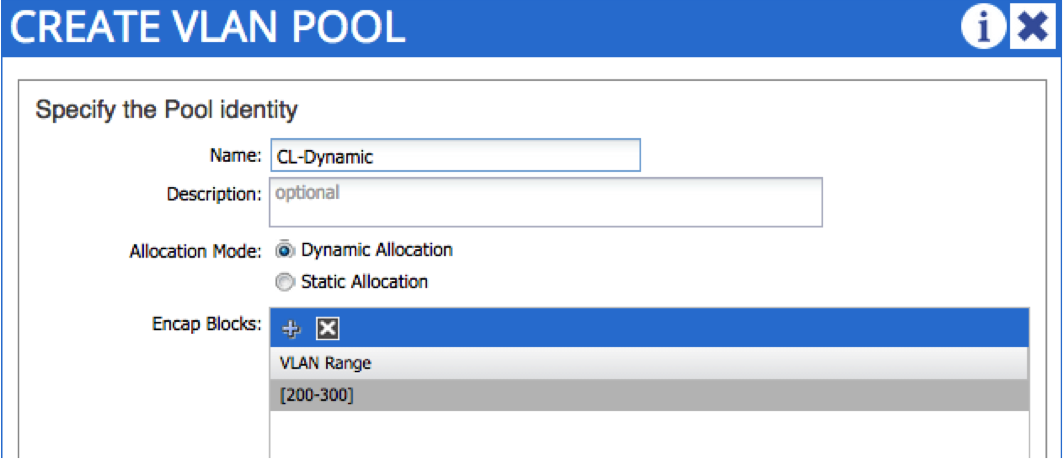 CREATE VLAN POOL
Specify the Pool identity
Name: CL-Dynamic
Description: optional
Allocation Mode: Dynamic Allocation
Static Allocation
Encap Blocks:
VLAN Range
[200-300]